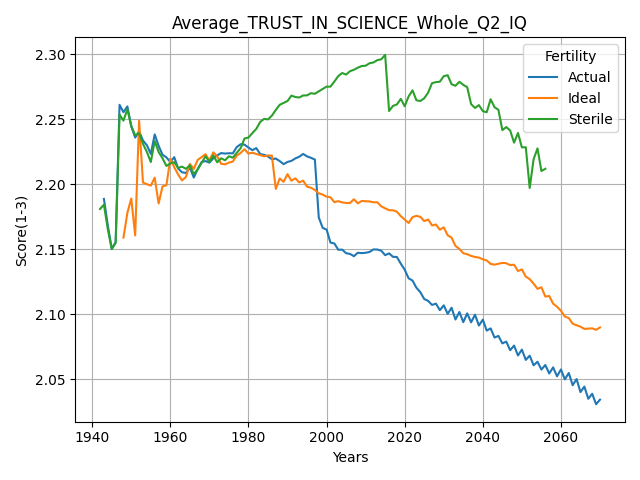 Average_TRUST_IN_SCIENCE_Whole_Q2_IQ
Fertility
Actual
Ideal
Sterile
Score(1-3)
2.30
2.25
2.20
2.15
2.10
2.05
1940
1960
1980
2000
2020
2040
2060
Years